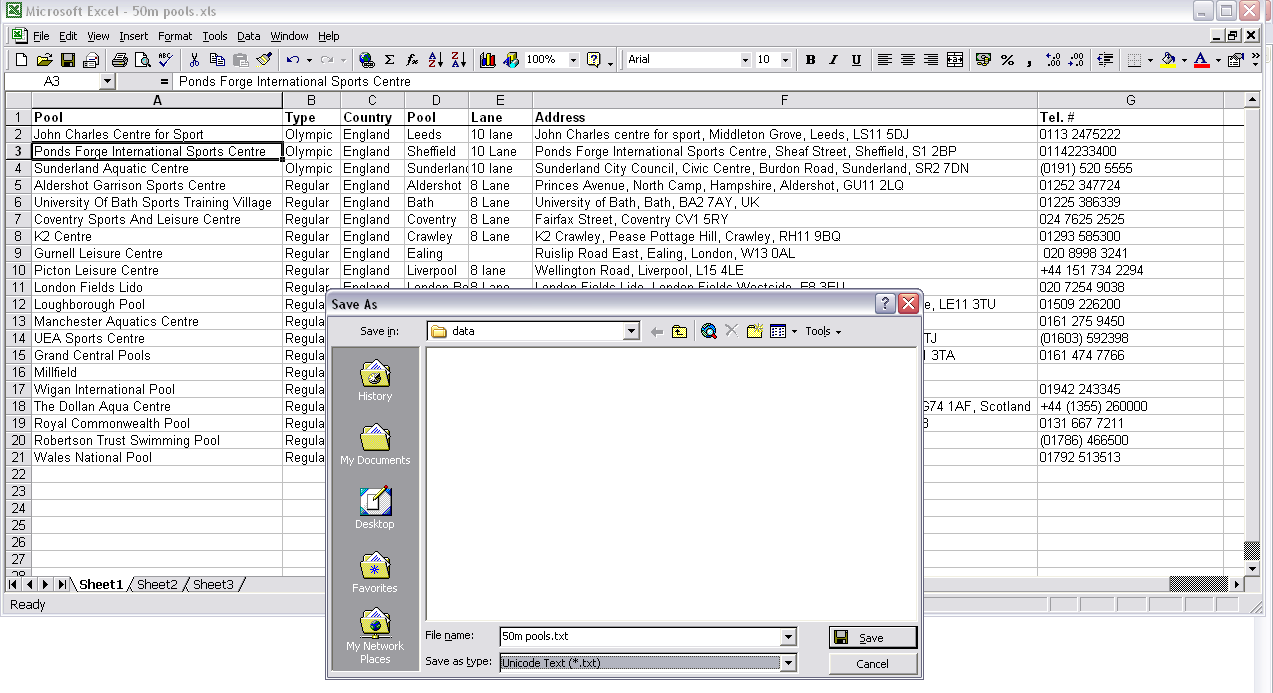 Microsoft Excel - 50m pools.xls
File Edit View Insert Format Tools Data Window Help
100% Arial 10 B I U
A3 = Ponds Forge International Sports Centre
A B C D E F G
1 Pool Type Country Pool Lane Address Tel. #
2 John Charles Centre for Sport Olympic England Leeds 10 lane John Charles centre for sport, Middleton Grove, Leeds, LS11 5DJ 0113 2475222
3 Ponds Forge International Sports Centre Olympic England Sheffield 10 Lane Ponds Forge International Sports Centre, Sheaf Street, Sheffield, S1 2BP 01142233400
4 Sunderland Aquatic Centre Olympic England Sunderland 10 lane Sunderland City Council, Civic Centre, Burdon Road, Sunderland, SR2 7DN (0191) 520 5555
5 Aldershot Garrison Sports Centre Regular England Aldershot 8 Lane Princes Avenue, North Camp, Hampshire, Aldershot, GU11 2LQ 01252 347724
6 University Of Bath Sports Training Village Regular England Bath 8 Lane University of Bath, Bath, BA2 7AY, UK 01225 386339
7 Coventry Sports And Leisure Centre Regular England Coventry 8 Lane Fairfax Street, Coventry CV1 5RY 024 7625 2525
8 K2 Centre Regular England Crawley 8 Lane K2 Crawley, Pease Pottage Hill, Crawley, RH11 9BQ 01293 585300
9 Gurnell Leisure Centre Regular England Ealing Ruislip Road East, Ealing, London, W13 0AL 020 8998 3241
10 Picton Leisure Centre Regular England Liverpool 8 lane Wellington Road, Liverpool, L15 4LE +44 151 734 2294
11 London Fields Lido Regular England London Bo 8 Lane London Fields Lido, London Fields Westside, E8 3EU 020 7254 9038
12 Loughborough Pool Regula e, LE11 3TU 01509 226200
13 Manchester Aquatics Centre Regula 0161 275 9450
14 UEA Sports Centre Regula TJ (01603) 592398
15 Grand Central Pools Regula 3TA 0161 474 7766
16 Millfield Regula
17 Wigan International Pool Regula 01942 243345
18 The Dollan Aqua Centre Regula G74 1AF, Scotland +44 (1355) 260000
19 Royal Commonwealth Pool Regula 0131 667 7211
20 Robertson Trust Swimming Pool Regula (01786) 466500
21 Wales National Pool Regula 01792 513513
22
23
24
25
26
27
28
Sheet1 Sheet2 Sheet3
Ready
Save As
Save in: data Tools
History
My Documents
Desktop
Favorites
My Network
Places
File name: 50m pools.txt Save
Save as type: Unicode Text (*.txt) Cancel